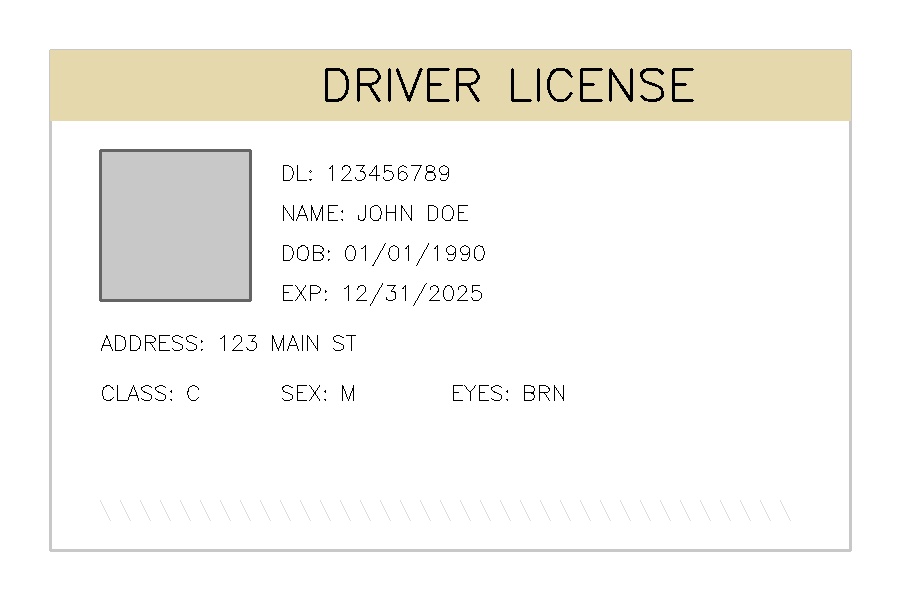 DRIVER LICENSE
DL: 123456789
NAME: JOHN DOE
DOB: 01/01/1990
EXP: 12/31/2025
ADDRESS: 123 MAIN ST
CLASS: C SEX: M EYES: BRN